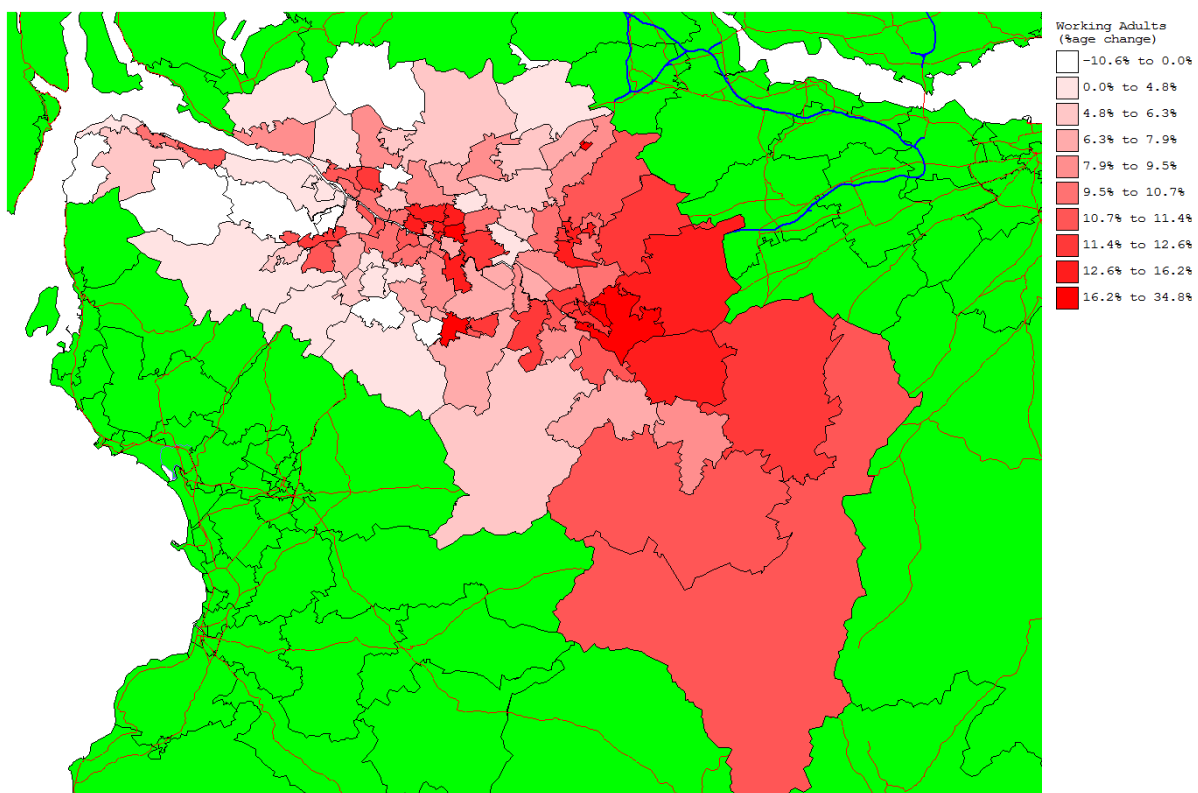 Working Adults
(%age change)
-10.6% to 0.0%
0.0% to 4.8%
4.8% to 6.3%
6.3% to 7.9%
7.9% to 9.5%
9.5% to 10.7%
10.7% to 11.4%
11.4% to 12.6%
12.6% to 16.2%
16.2% to 34.8%